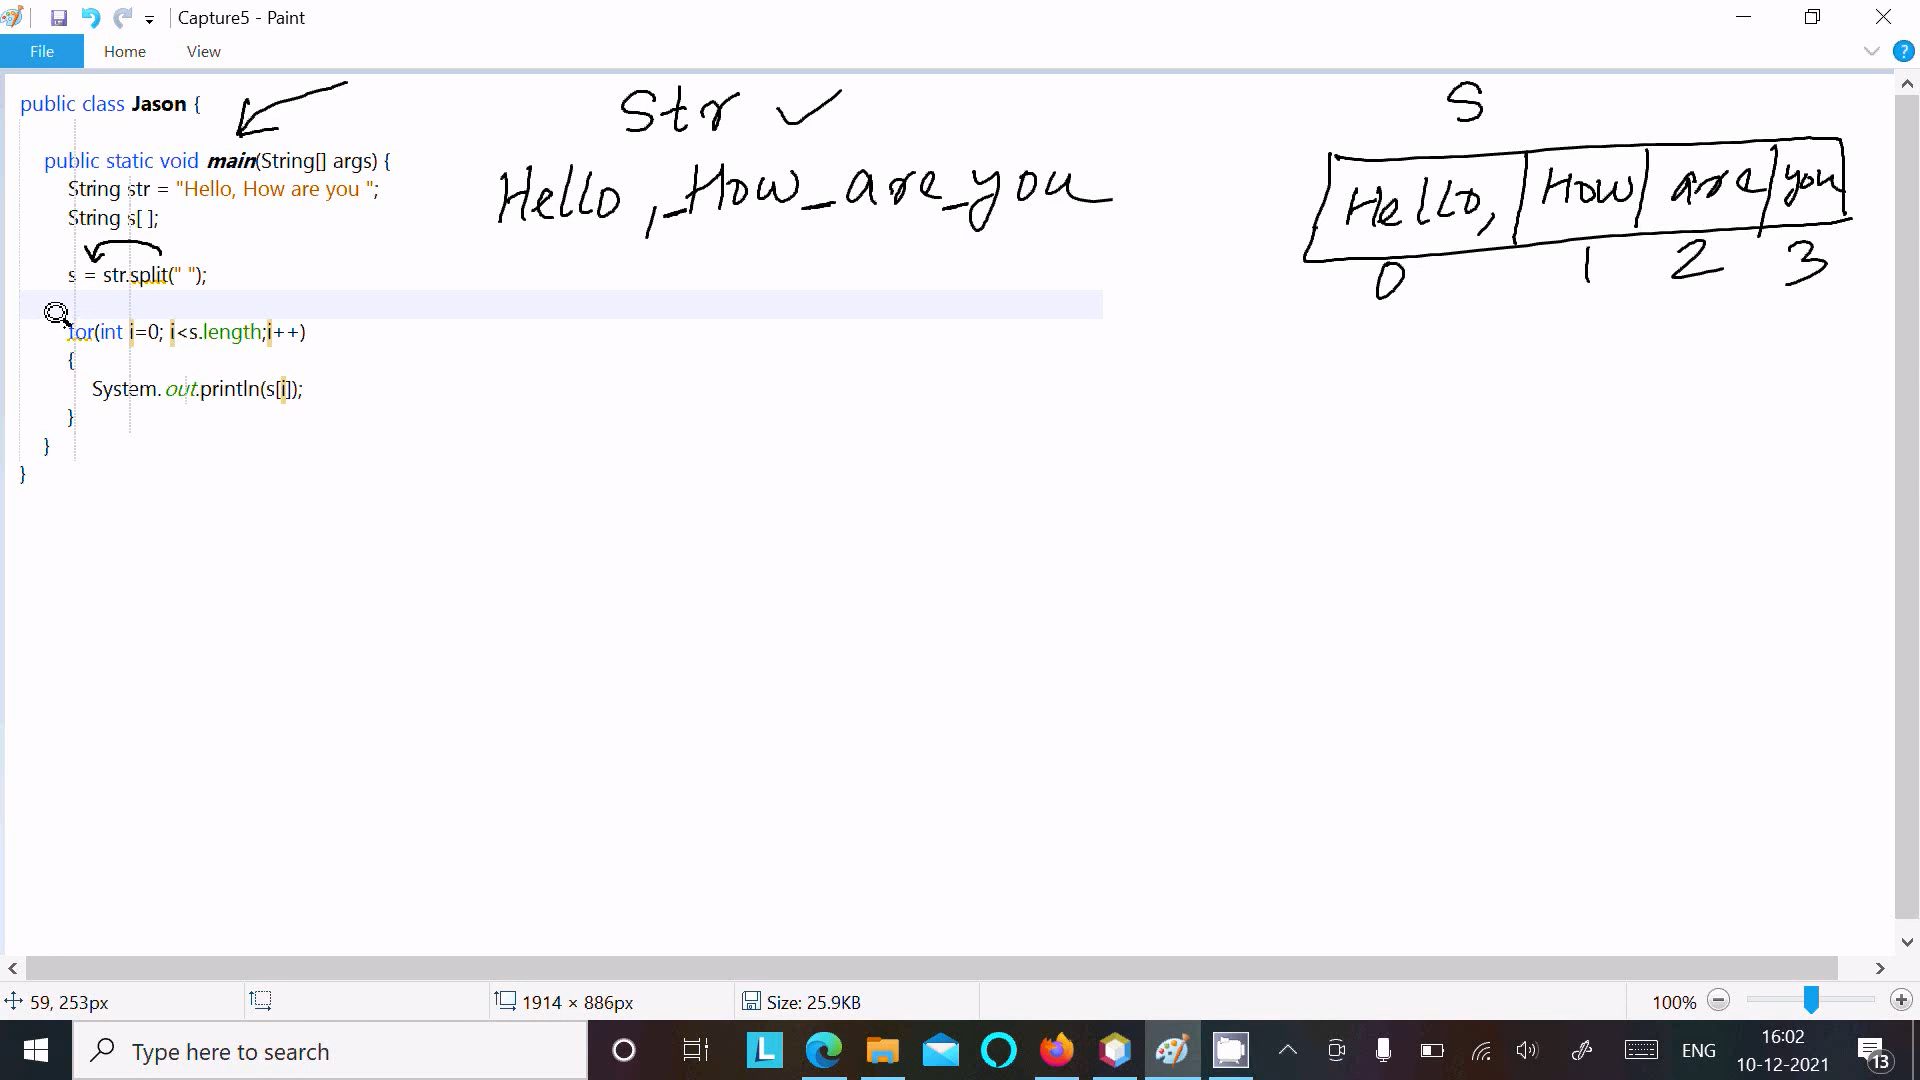 Capture5 - Paint
File Home View
public class Jason {
public static void main(String[] args) {
String str = "Hello, How are you ";
String s[ ];
s = str.split(" ");
for(int i=0; i<s.length;i++)
{
System.out.println(s[i]);
}
}
}
Str
Hello,_How_are_you
S
Hello, How are you
0 1 2 3
59, 253px
1914 × 886px
Size: 25.9KB
100%
Type here to search
L
ENG
16:02
10-12-2021
13